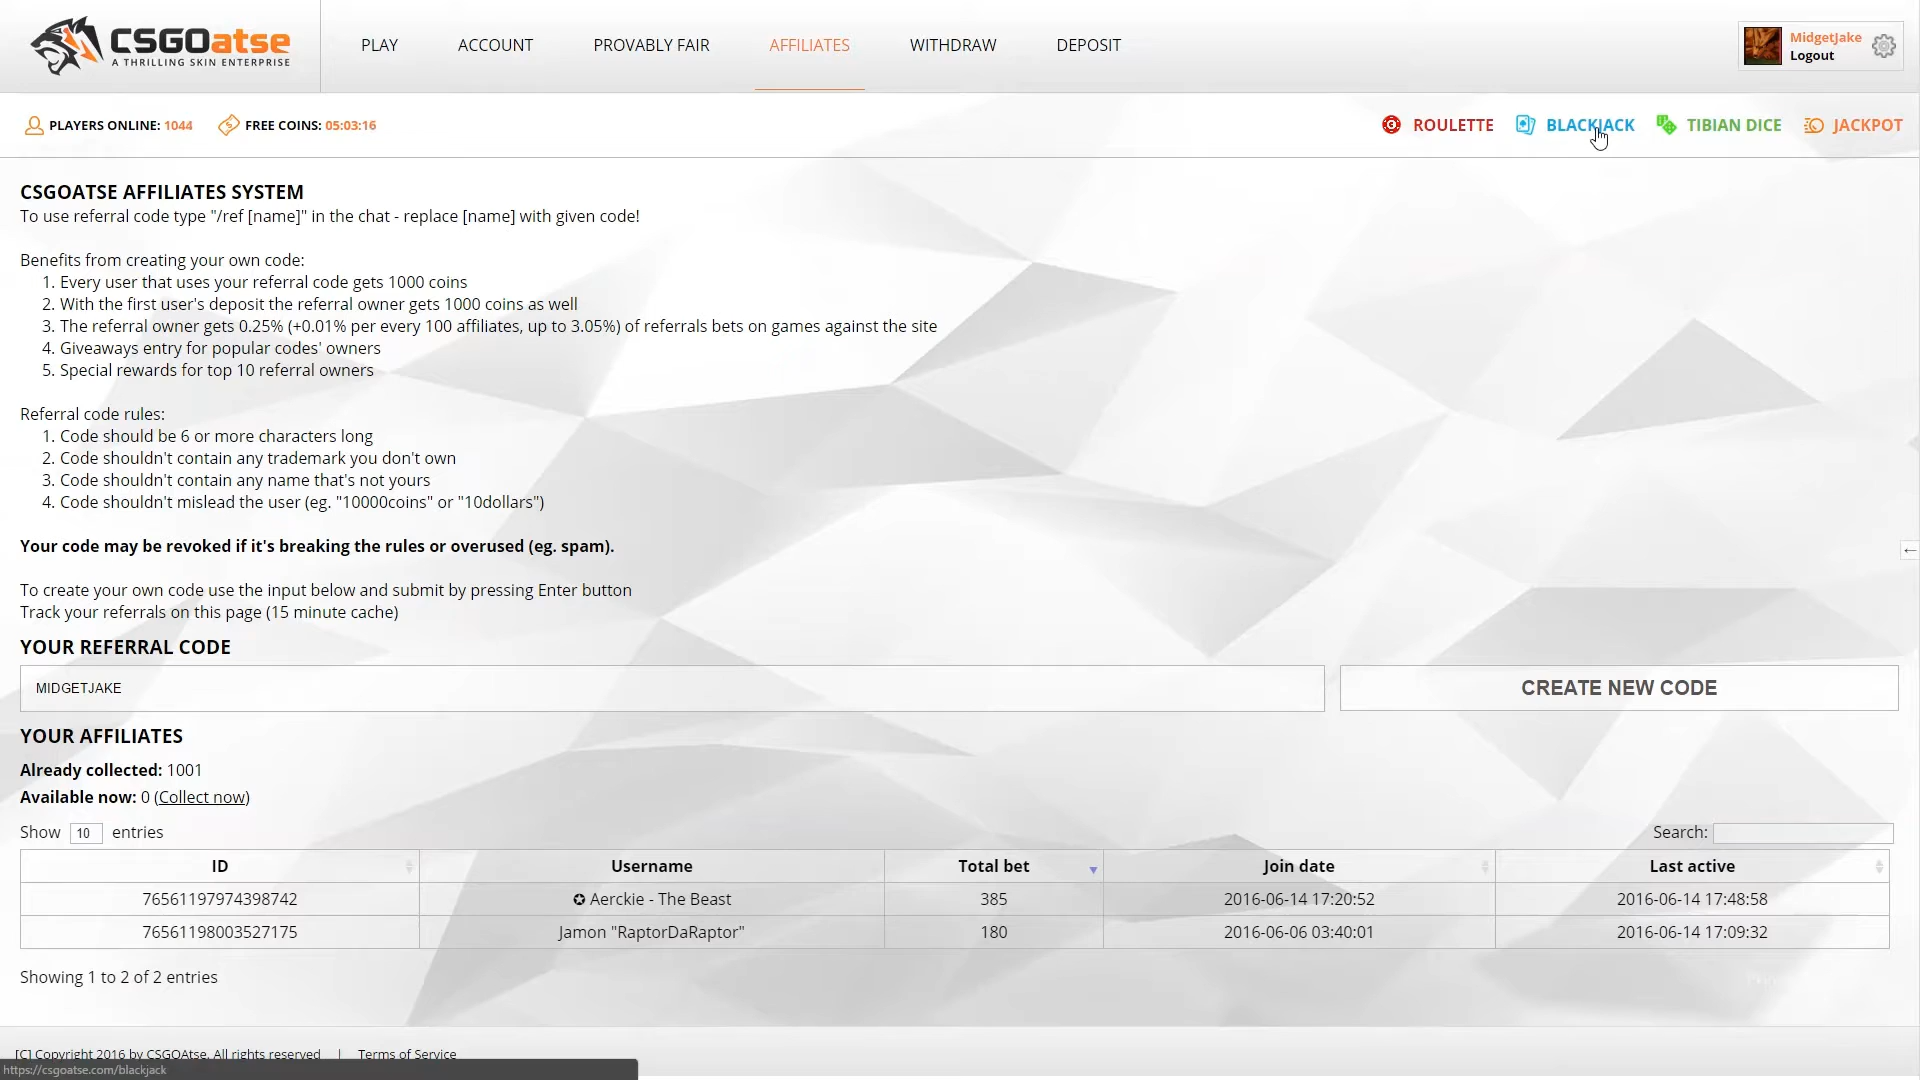 CSGOatse
A THRILLING SKIN ENTERPRISE
PLAY
ACCOUNT
PROVABLY FAIR
AFFILIATES
WITHDRAW
DEPOSIT
MidgetJake
Logout
PLAYERS ONLINE: 1044
FREE COINS: 05:03:16
ROULETTE
BLACKJACK
TIBIAN DICE
JACKPOT
CSGOATSE AFFILIATES SYSTEM
To use referral code type "/ref [name]" in the chat - replace [name] with given code!
Benefits from creating your own code:
1. Every user that uses your referral code gets 1000 coins
2. With the first user's deposit the referral owner gets 1000 coins as well
3. The referral owner gets 0.25% (+0.01% per every 100 affiliates, up to 3.05%) of referrals bets on games against the site
4. Giveaways entry for popular codes' owners
5. Special rewards for top 10 referral owners
Referral code rules:
1. Code should be 6 or more characters long
2. Code shouldn't contain any trademark you don't own
3. Code shouldn't contain any name that's not yours
4. Code shouldn't mislead the user (eg. "10000coins" or "10dollars")
Your code may be revoked if it's breaking the rules or overused (eg. spam).
To create your own code use the input below and submit by pressing Enter button
Track your referrals on this page (15 minute cache)
YOUR REFERRAL CODE
MIDGETJAKE
CREATE NEW CODE
YOUR AFFILIATES
Already collected: 1001
Available now: 0 (Collect now)
Show 10 entries
Search:
ID Username Total bet Join date Last active
76561197974398742 ✪ Aerckie - The Beast 385 2016-06-14 17:20:52 2016-06-14 17:48:58
76561198003527175 Jamon "RaptorDaRaptor" 180 2016-06-06 03:40:01 2016-06-14 17:09:32
Showing 1 to 2 of 2 entries
[C] Copyright 2016 by CSGOAtse. All rights reserved | Terms of Service
https://csgoatse.com/blackjack